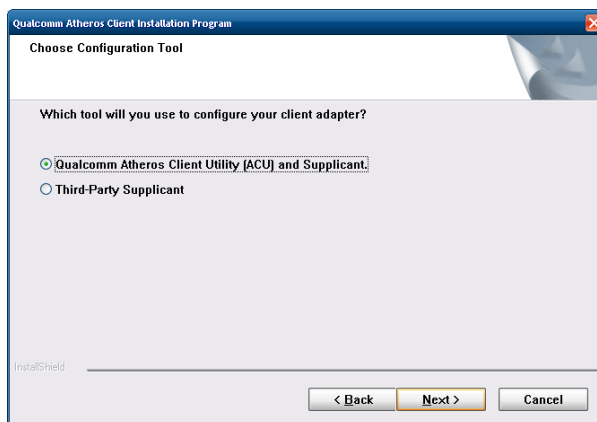 Qualcomm Atheros Client Installation Program
Choose Configuration Tool
Which tool will you use to configure your client adapter?
Qualcomm Atheros Client Utility (ACU) and Supplicant.
Third-Party Supplicant
InstallShield
< Back Next > Cancel